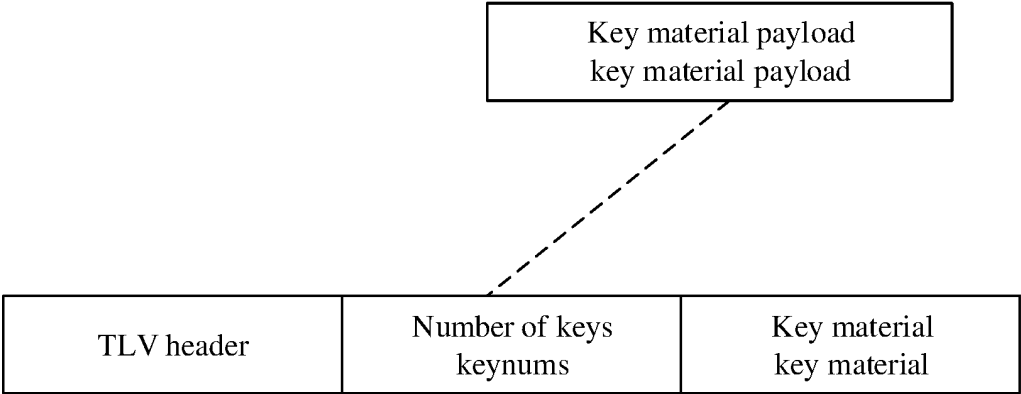 Key material payload
key material payload
TLV header
Number of keys
keynums
Key material
key material